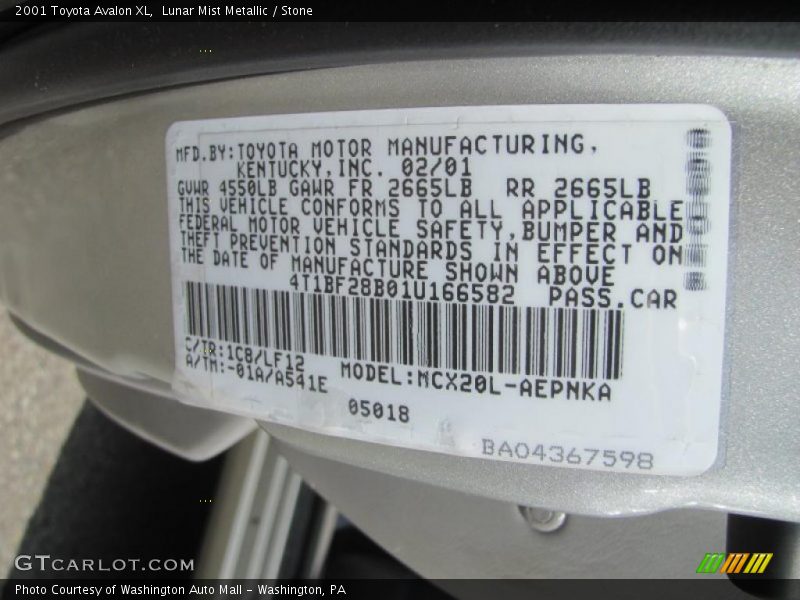 2001 Toyota Avalon XL,  Lunar Mist Metallic / Stone
MFD.BY:TOYOTA MOTOR MANUFACTURING,
KENTUCKY,INC. 02/01
GVWR 4550LB GAWR FR 2665LB  RR 2665LB
THIS VEHICLE CONFORMS TO ALL APPLICABLE
FEDERAL MOTOR VEHICLE SAFETY,BUMPER AND
THEFT PREVENTION STANDARDS IN EFFECT ON
THE DATE OF MANUFACTURE SHOWN ABOVE
4T1BF28B01U166582  PASS.CAR
C/TR:1C8/LF12
A/TM:-01A/A541E  MODEL:MCX20L-AEPNKA
05018
BA04367598
GTCARLOT.COM
Photo Courtesy of Washington Auto Mall - Washington, PA